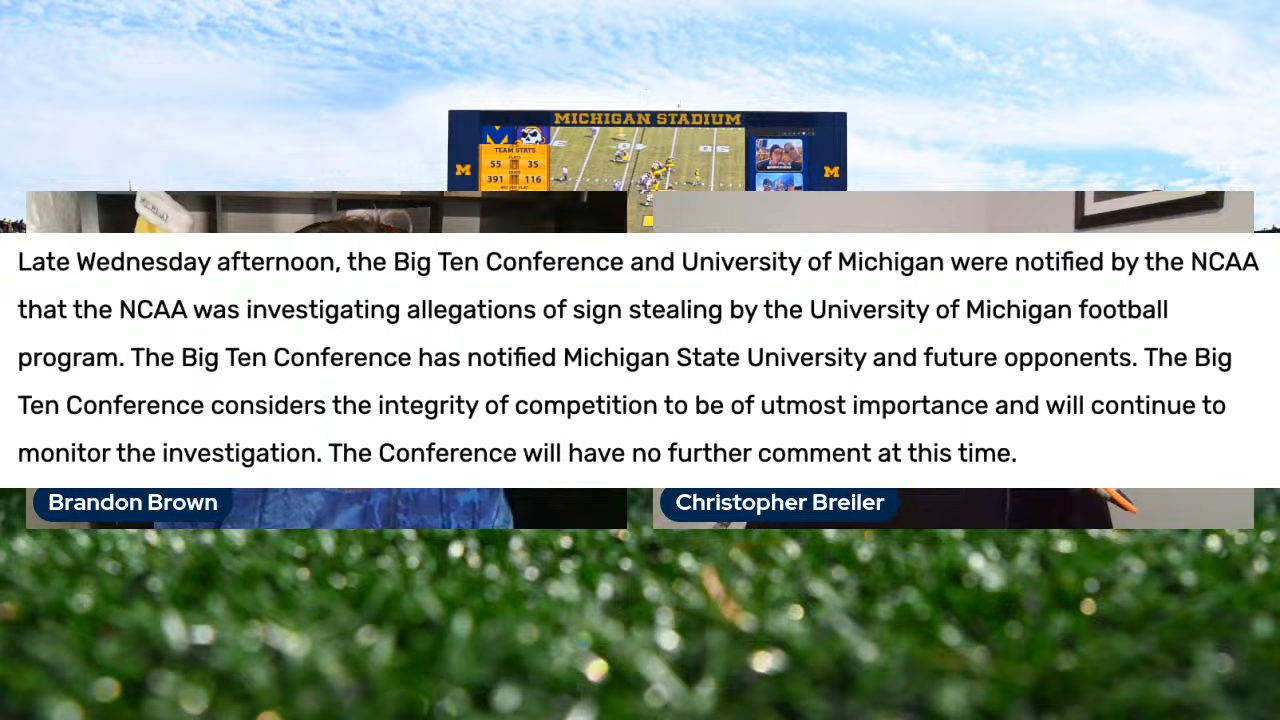 MICHIGAN STADIUM
M
TEAM STATS
55 35
391 116
M
M
Late Wednesday afternoon, the Big Ten Conference and University of Michigan were notified by the NCAA
that the NCAA was investigating allegations of sign stealing by the University of Michigan football
program. The Big Ten Conference has notified Michigan State University and future opponents. The Big
Ten Conference considers the integrity of competition to be of utmost importance and will continue to
monitor the investigation. The Conference will have no further comment at this time.
Brandon Brown
Christopher Breiler